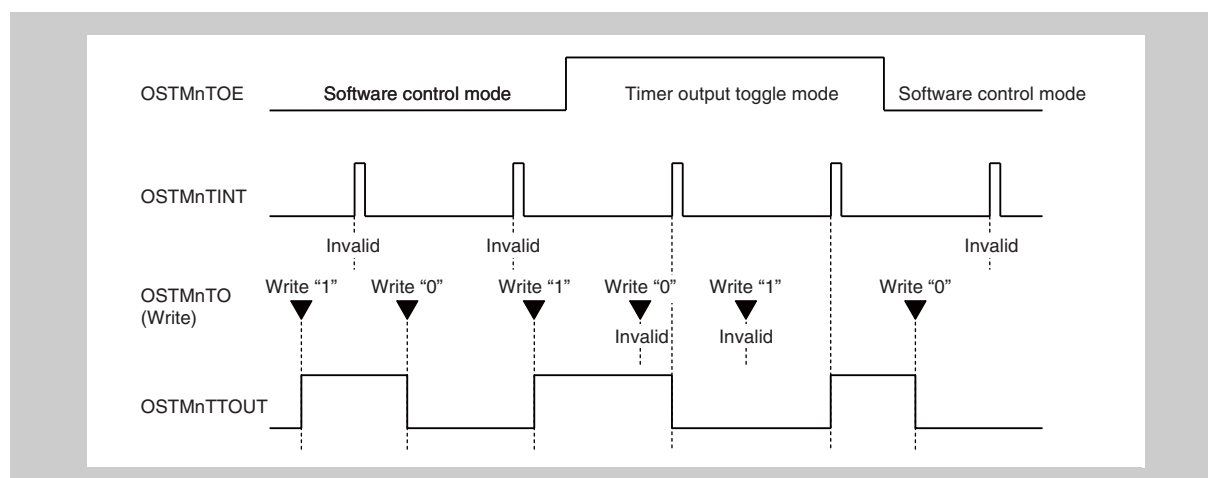 OSTMnTOE
Software control mode
Timer output toggle mode
Software control mode
OSTMnTINT
Invalid
Invalid
Invalid
OSTMnTO
(Write)
Write “1”
Write “0”
Write “1”
Write “0”
Write “1”
Write “0”
Invalid
Invalid
OSTMnTTOUT